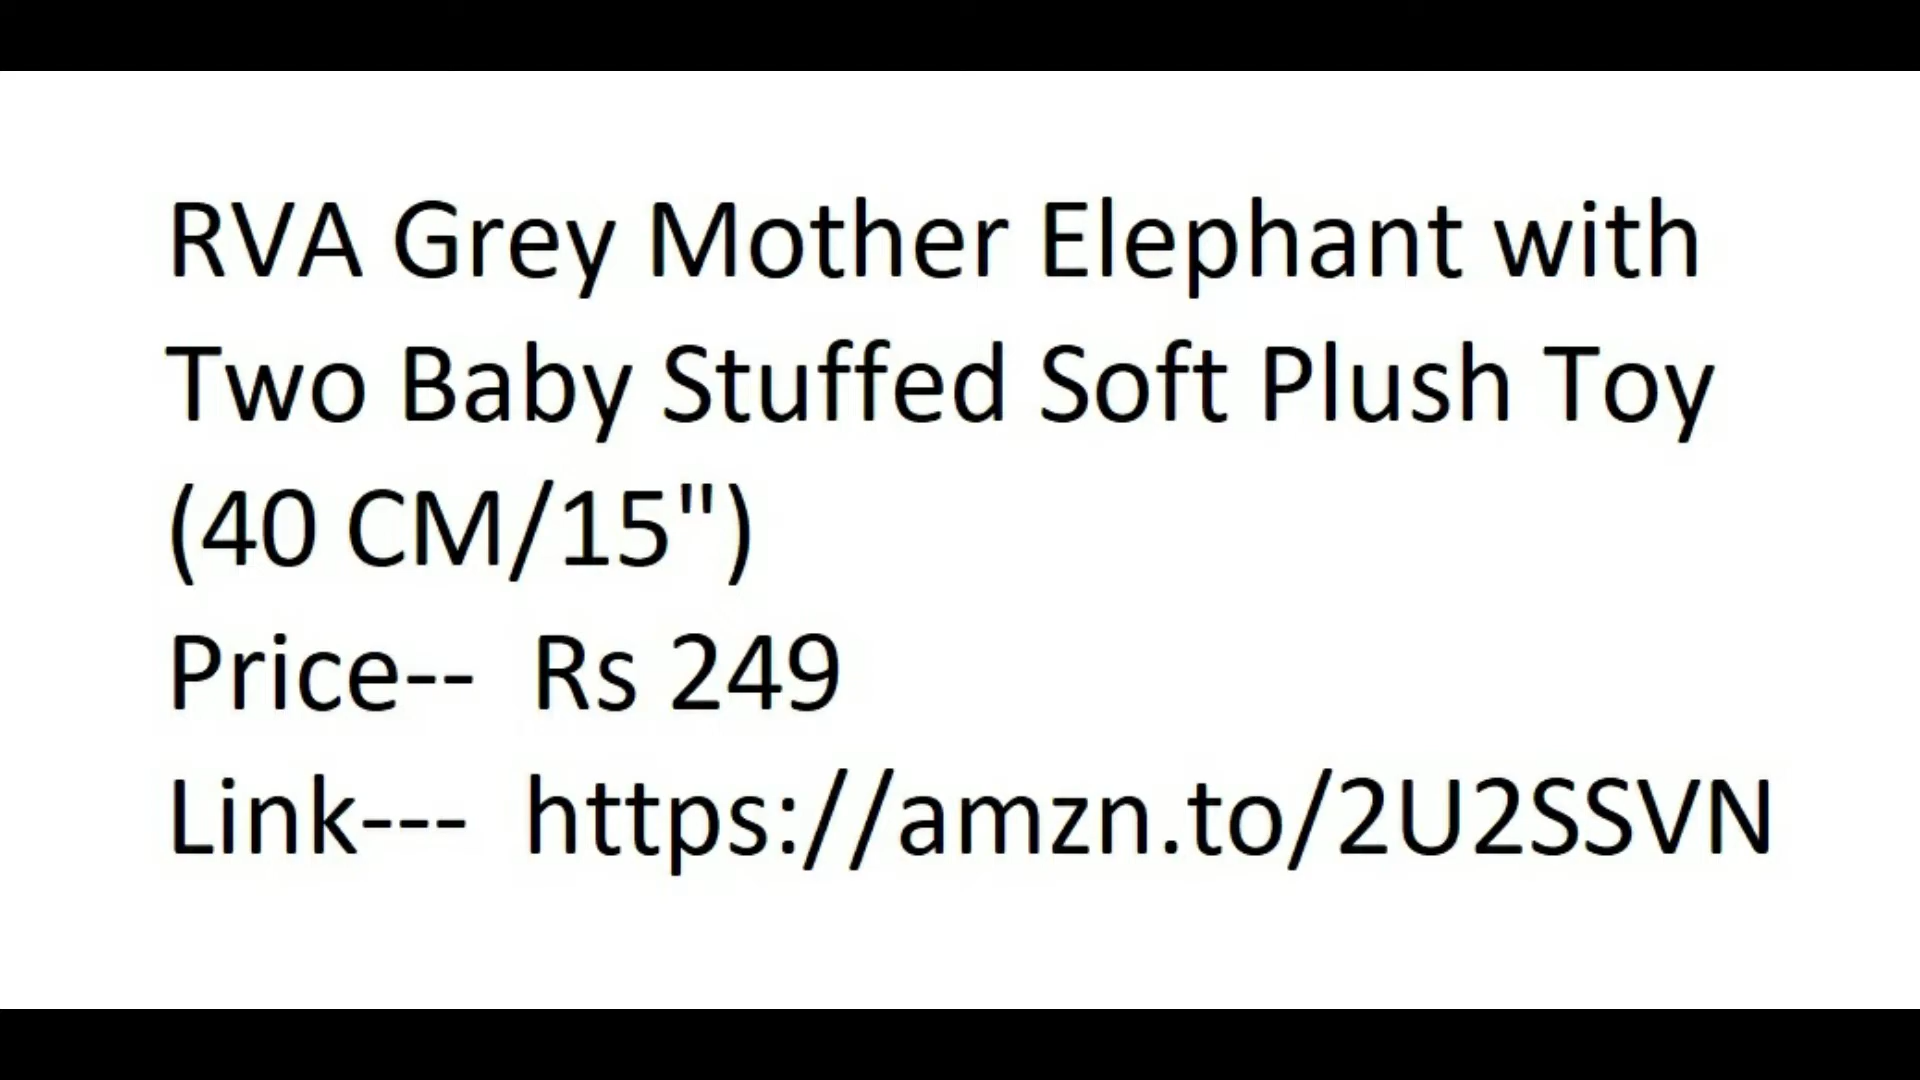 RVA Grey Mother Elephant with
Two Baby Stuffed Soft Plush Toy
(40 CM/15")
Price--  Rs 249
Link---  https://amzn.to/2U2SSVN